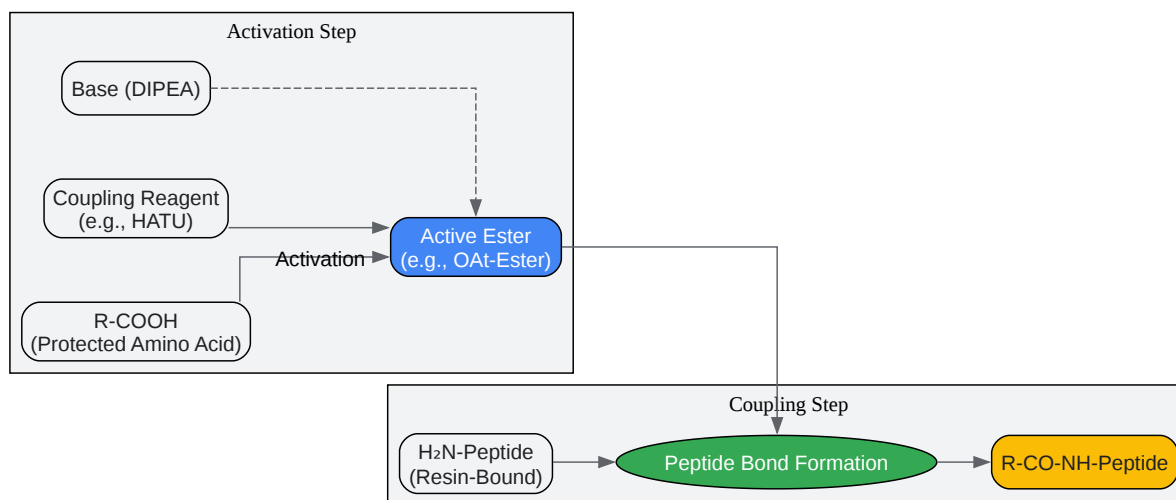 Activation Step
Base (DIPEA)
Coupling Reagent
(e.g., HATU)
Activation
Active Ester
(e.g., OAt-Ester)
R-COOH
(Protected Amino Acid)
Coupling Step
H₂N-Peptide
(Resin-Bound)
Peptide Bond Formation
R-CO-NH-Peptide